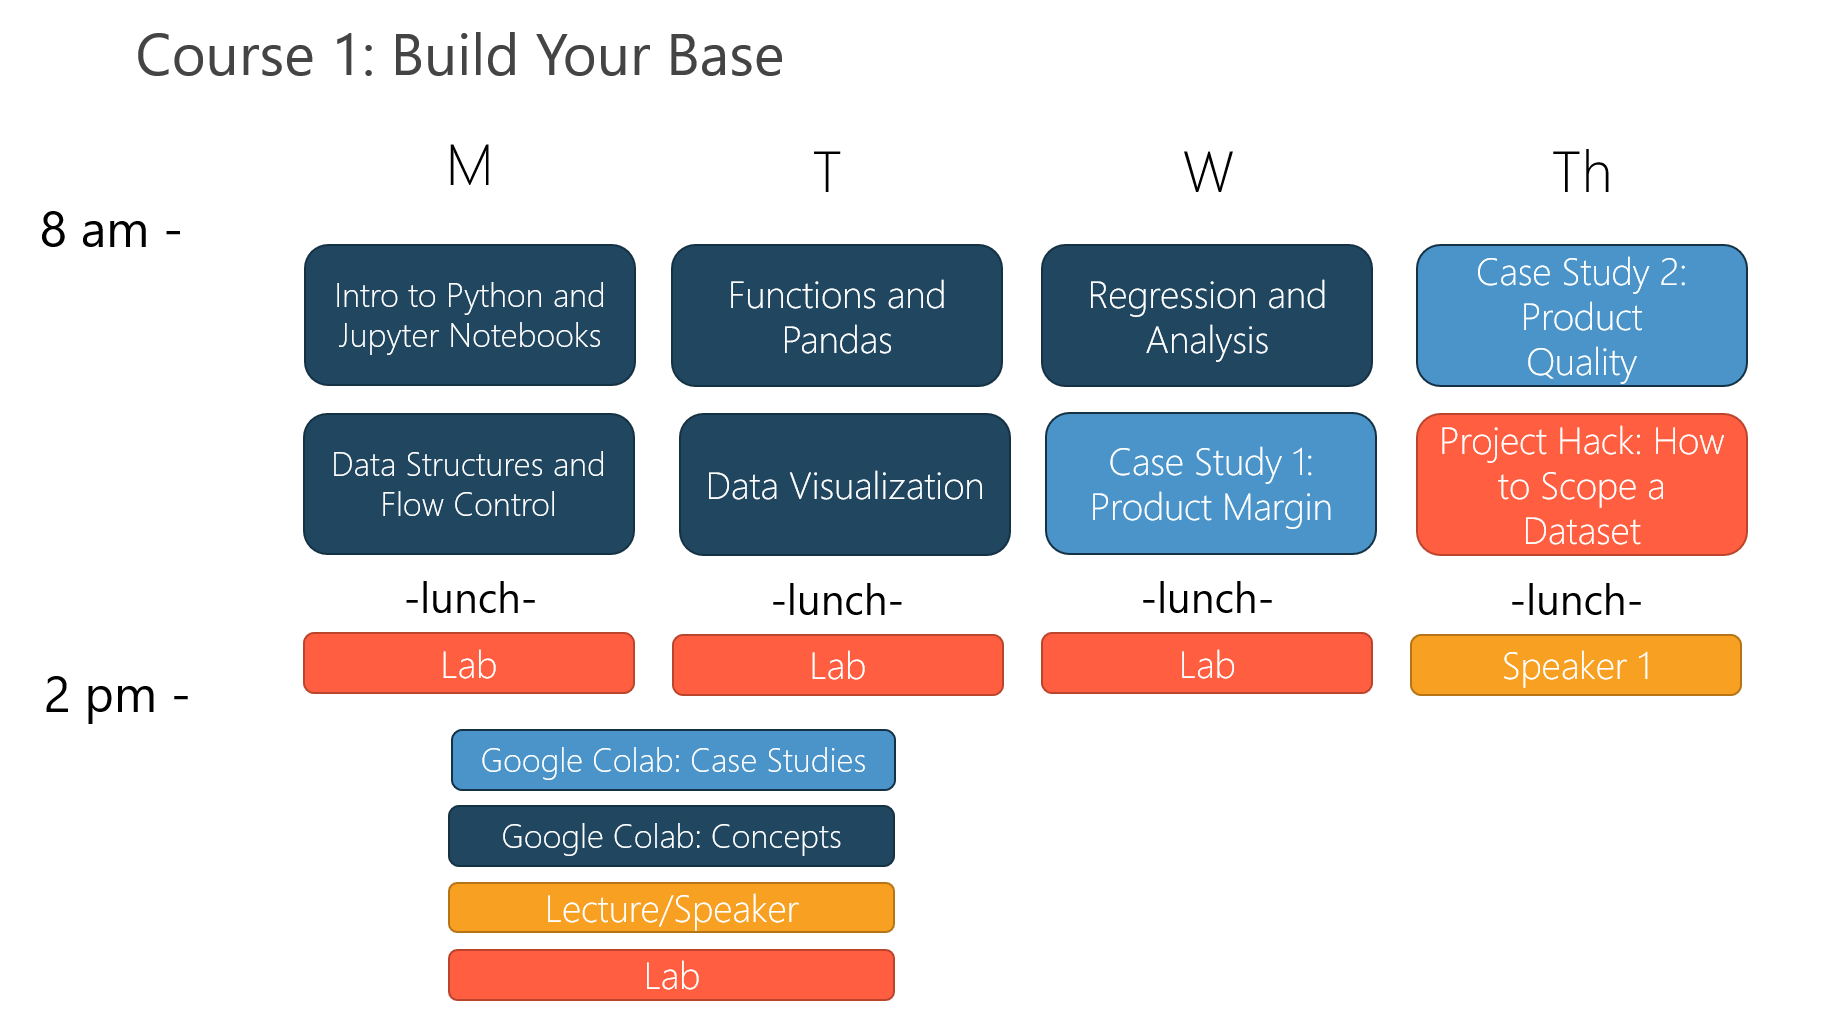 Course 1: Build Your Base
M
T
W
Th
8 am -
Intro to Python and
Jupyter Notebooks
Functions and
Pandas
Regression and
Analysis
Case Study 2:
Product
Quality
Data Structures and
Flow Control
Data Visualization
Case Study 1:
Product Margin
Project Hack: How
to Scope a
Dataset
-lunch-
-lunch-
-lunch-
-lunch-
Lab
Lab
Lab
Speaker 1
2 pm -
Google Colab: Case Studies
Google Colab: Concepts
Lecture/Speaker
Lab